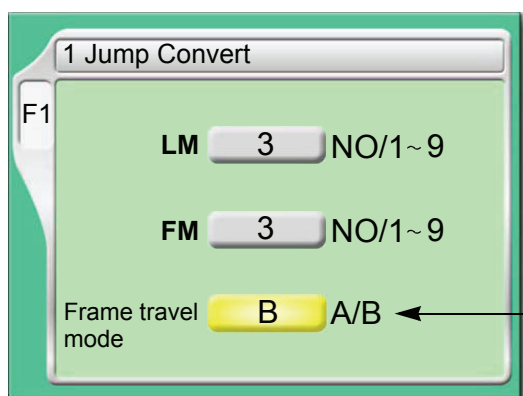 1 Jump Convert
F1
LM 3 NO/1~9
FM 3 NO/1~9
Frame travel mode B A/B